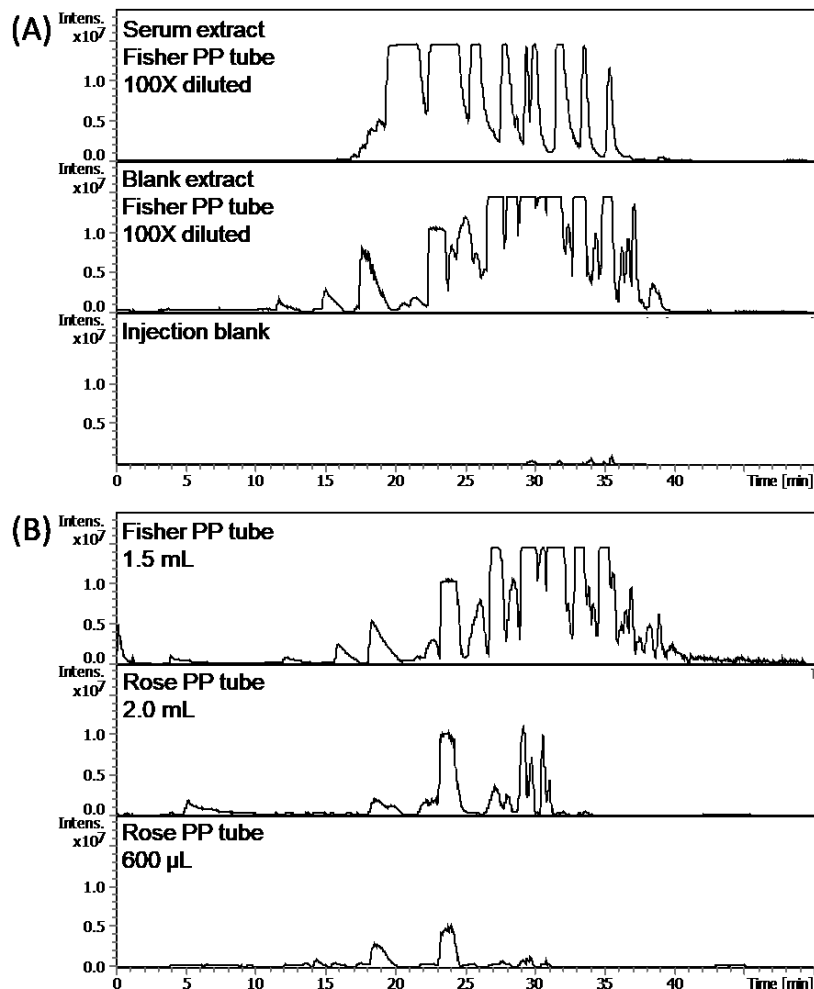 (A)
Intens.
x10⁷
Serum extract
Fisher PP tube
100X diluted
1.0
0.5
0.0
Intens.
x10⁷
Blank extract
Fisher PP tube
100X diluted
1.0
0.5
0.0
Intens.
x10⁷
Injection blank
1.0
0.5
0 5 10 15 20 25 30 35 40 Time [min]
(B)
Intens.
x10⁷
Fisher PP tube
1.5 mL
1.0
0.5
0.0
Intens.
x10⁷
Rose PP tube
2.0 mL
1.0
0.5
0.0
Intens.
x10⁷
Rose PP tube
600 µL
1.0
0.5
0.0
0 5 10 15 20 25 30 35 40 Time [min]